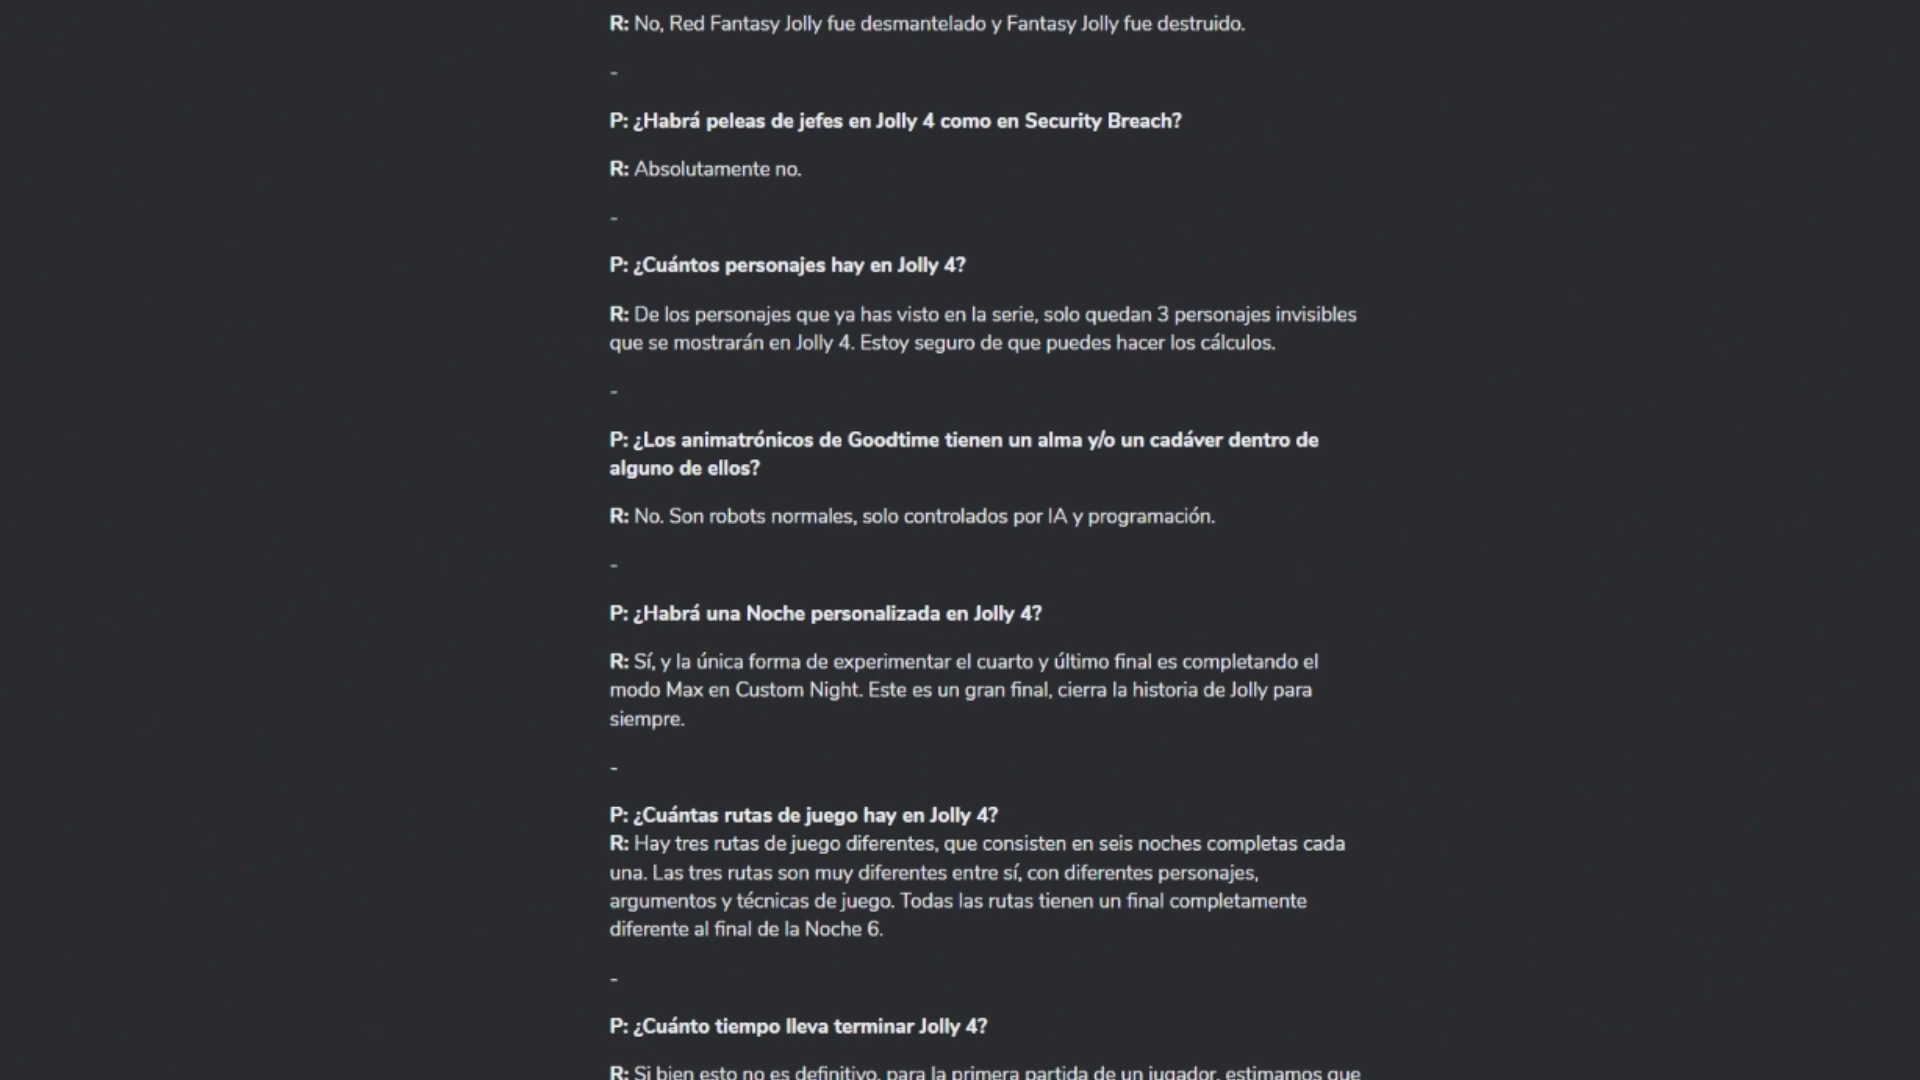 R: No, Red Fantasy Jolly fue desmantelado y Fantasy Jolly fue destruido.
-
P: ¿Habrá peleas de jefes en Jolly 4 como en Security Breach?
R: Absolutamente no.
-
P: ¿Cuántos personajes hay en Jolly 4?
R: De los personajes que ya has visto en la serie, solo quedan 3 personajes invisibles
que se mostrarán en Jolly 4. Estoy seguro de que puedes hacer los cálculos.
-
P: ¿Los animatrónicos de Goodtime tienen un alma y/o un cadáver dentro de
alguno de ellos?
R: No. Son robots normales, solo controlados por IA y programación.
-
P: ¿Habrá una Noche personalizada en Jolly 4?
R: Sí, y la única forma de experimentar el cuarto y último final es completando el
modo Max en Custom Night. Este es un gran final, cierra la historia de Jolly para
siempre.
-
P: ¿Cuántas rutas de juego hay en Jolly 4?
R: Hay tres rutas de juego diferentes, que consisten en seis noches completas cada
una. Las tres rutas son muy diferentes entre sí, con diferentes personajes,
argumentos y técnicas de juego. Todas las rutas tienen un final completamente
diferente al final de la Noche 6.
-
P: ¿Cuánto tiempo lleva terminar Jolly 4?
R: Si bien esto no es definitivo, para la primera partida de un jugador, estimamos que